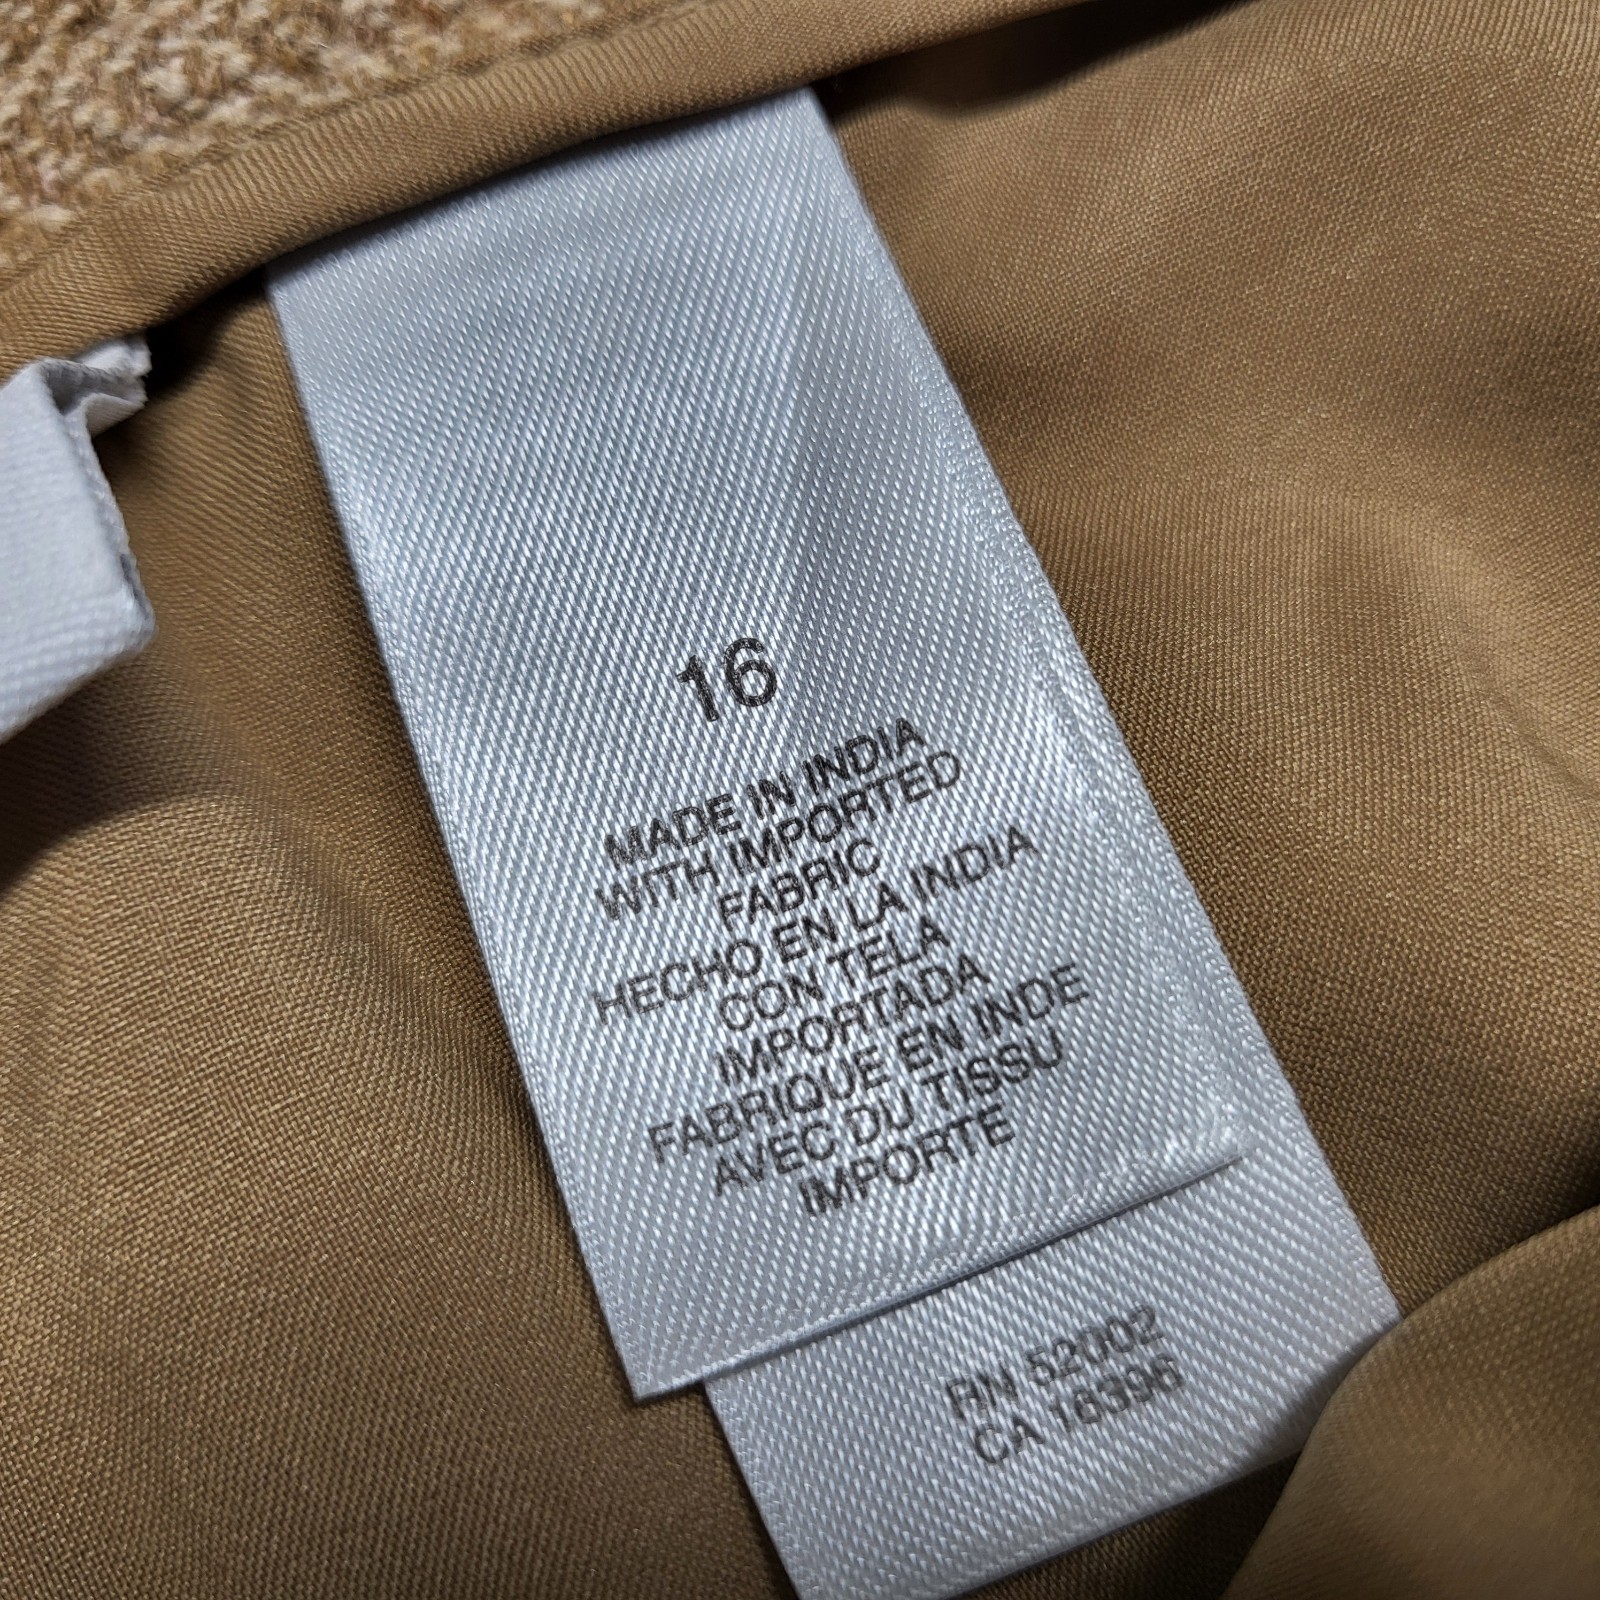 16
MADE IN INDIA
WITH IMPORTED
FABRIC
HECHO EN LA INDIA
CON TELA
IMPORTADA
FABRIQUE EN INDE
AVEC DU TISSU
IMPORTE
RN 52002
CA 16396